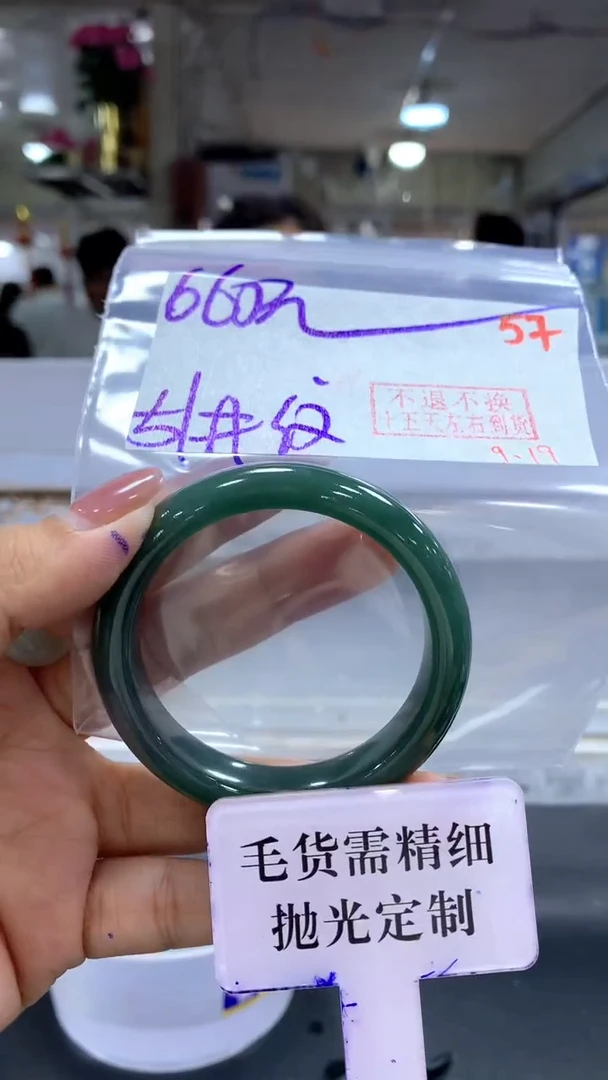 660元
57
不退不换
十五天左右到货
9.19
纹
毛货需精细
抛光定制